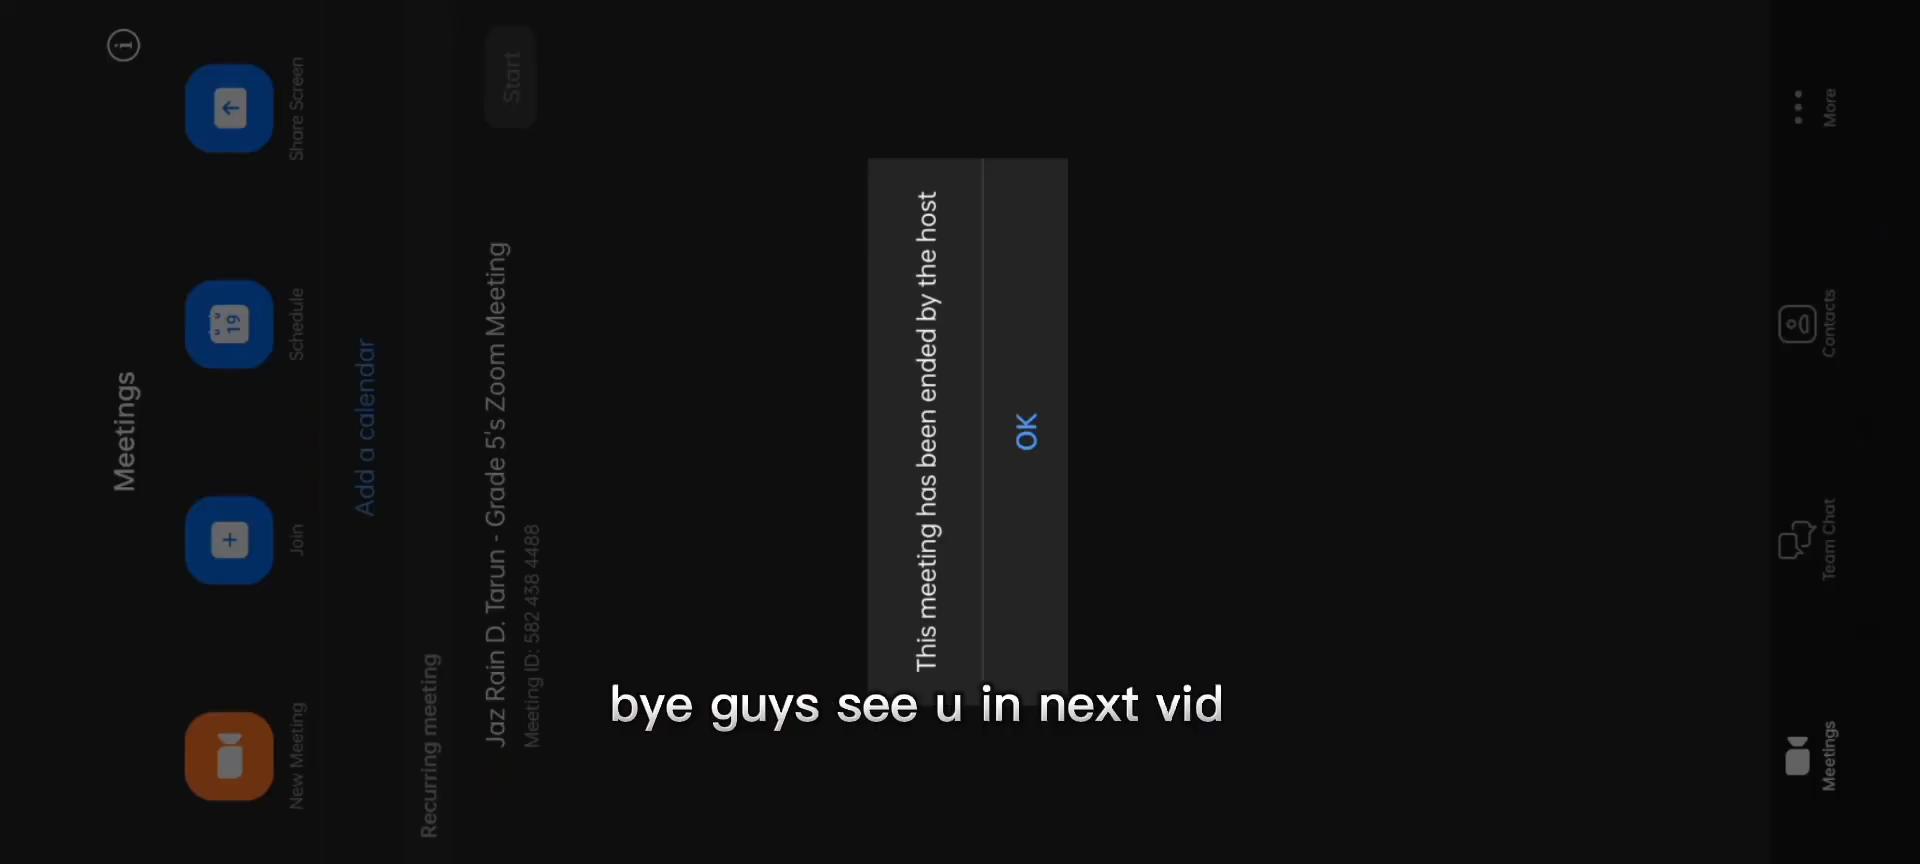 Meetings
New Meeting
Join
19
Schedule
Share Screen
Add a calendar
Recurring meeting
Jaz Rain D. Tarun - Grade 5's Zoom Meeting
Meeting ID: 582 438 4488
Start
This meeting has been ended by the host
OK
bye guys see u in next vid
Meetings
Team Chat
Contacts
More